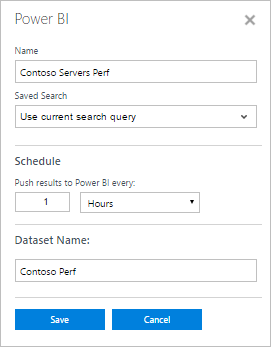 Power BI
Name
Contoso Servers Perf
Saved Search
Use current search query
Schedule
Push results to Power BI every:
1 Hours
Dataset Name:
Contoso Perf
Save Cancel